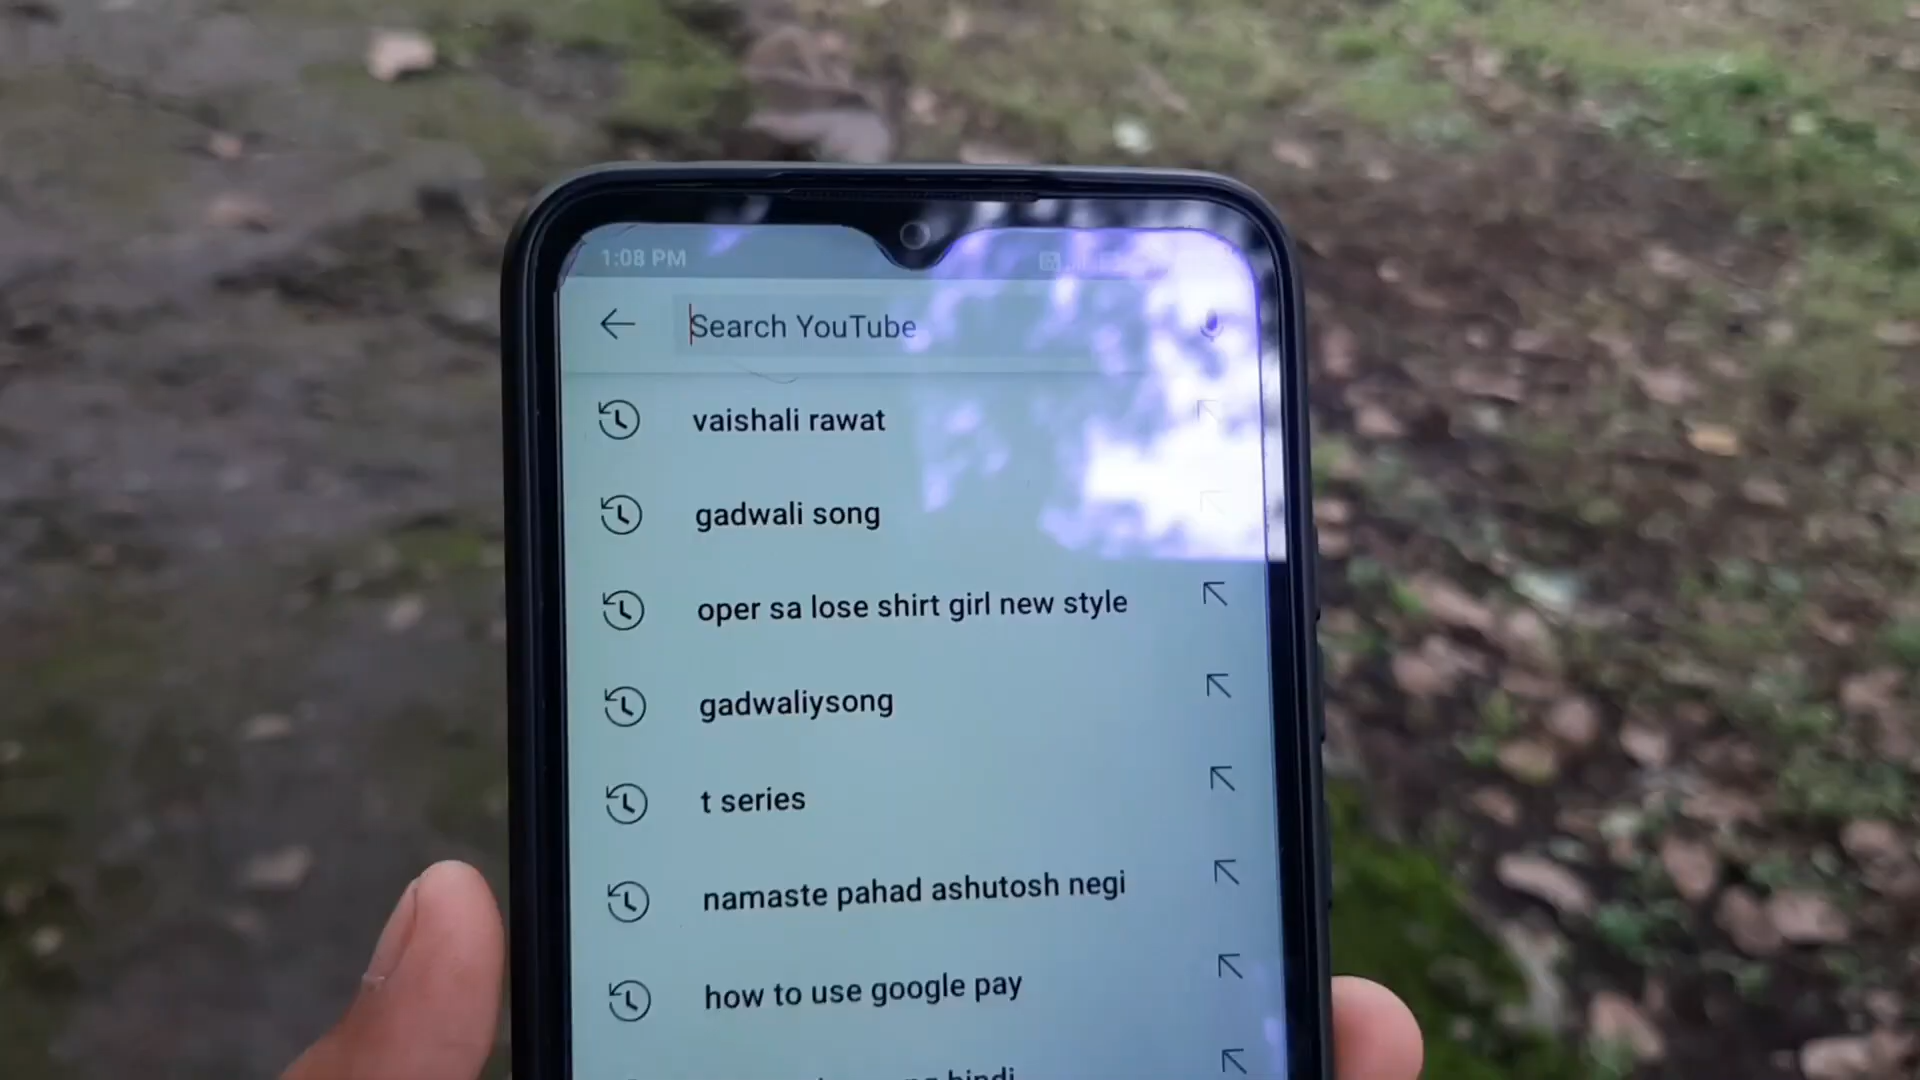 1:08 PM
Search YouTube
vaishali rawat
gadwali song
oper sa lose shirt girl new style
gadwaliysong
t series
namaste pahad ashutosh negi
how to use google pay
hindi